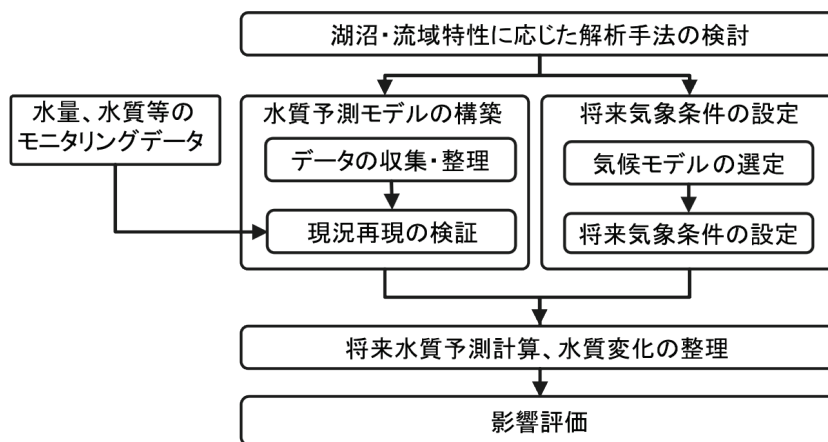 湖沼・流域特性に応じた解析手法の検討
水量、水質等の
モニタリングデータ
水質予測モデルの構築
データの収集・整理
現況再現の検証
将来気象条件の設定
気候モデルの選定
将来気象条件の設定
将来水質予測計算、水質変化の整理
影響評価